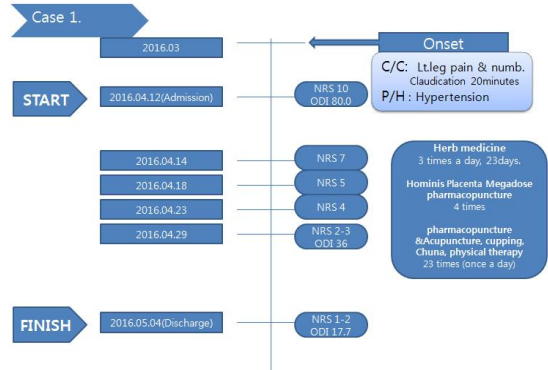 Case 1.
2016.03
Onset
C/C: Lt.leg pain & numb.
Claudication 20minutes
P/H : Hypertension
START
2016.04.12(Admission)
NRS 10
ODI 80.0
2016.04.14
NRS 7
2016.04.18
NRS 5
2016.04.23
NRS 4
2016.04.29
NRS 2-3
ODI 36
Herb medicine
3 times a day, 23days.
Hominis Placenta Megadose
pharmacopuncture
4 times
pharmacopuncture
&Acupuncture, cupping,
Chuna, physical therapy
23 times (once a day)
FINISH
2016.05.04(Discharge)
NRS 1-2
ODI 17.7